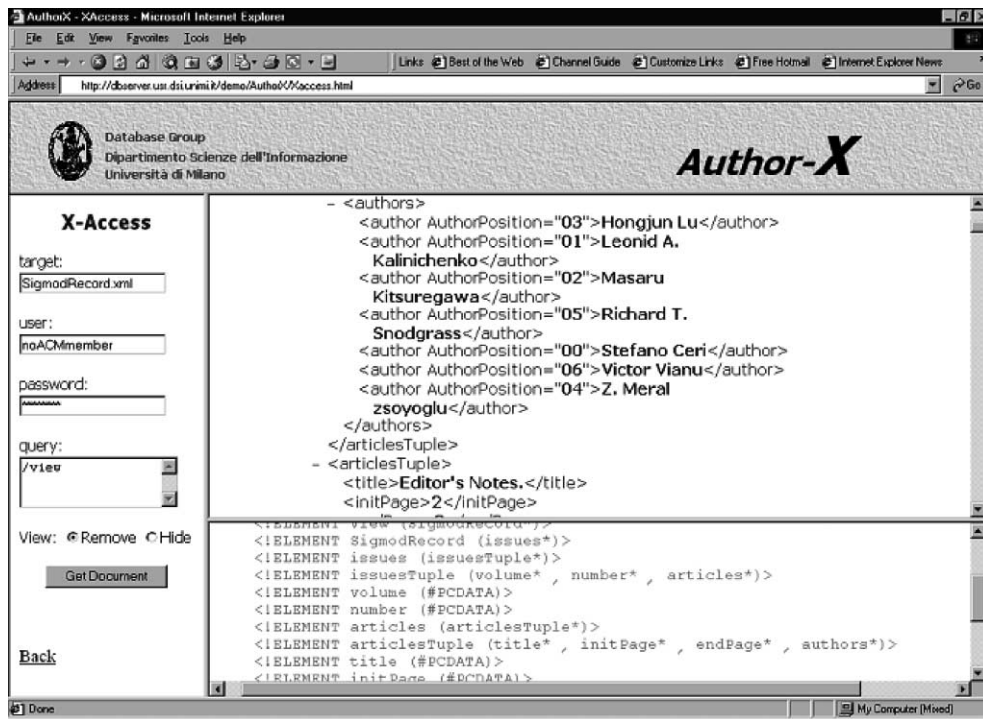 AuthorX - XAccess - Microsoft Internet Explorer
File Edit View Favorites Tools Help
Links Best of the Web Channel Guide Customize Links Free Hotmail Internet Explorer News
Address http://dbserver.usr.dsi.unimi.it/demo/AuthorX/Xaccess.html Go
Database Group
Dipartimento Scienze dell'Informazione
Università di Milano
Author-X
X-Access
target:
SigmodRecord.xml
user:
noACMmember
password:
query:
/view
View: Remove Hide
Get Document
Back
- <authors>
<author AuthorPosition="03">Hongjun Lu</author>
<author AuthorPosition="01">Leonid A.
Kalinichenko</author>
<author AuthorPosition="02">Masaru
Kitsuregawa</author>
<author AuthorPosition="05">Richard T.
Snodgrass</author>
<author AuthorPosition="00">Stefano Ceri</author>
<author AuthorPosition="06">Victor Vianu</author>
<author AuthorPosition="04">Z. Meral
zsoyoglu</author>
</authors>
</articlesTuple>
- <articlesTuple>
<title>Editor's Notes.</title>
<initPage>2</initPage>
<!ELEMENT view (SigmodRecord*)>
<!ELEMENT SigmodRecord (issues*)>
<!ELEMENT issues (issuesTuple*)>
<!ELEMENT issuesTuple (volume* , number* , articles*)>
<!ELEMENT volume (#PCDATA)>
<!ELEMENT number (#PCDATA)>
<!ELEMENT articles (articlesTuple*)>
<!ELEMENT articlesTuple (title* , initPage* , endPage* , authors*)>
<!ELEMENT title (#PCDATA)>
<!ELEMENT initPage (#PCDATA)>
Done My Computer (Mixed)